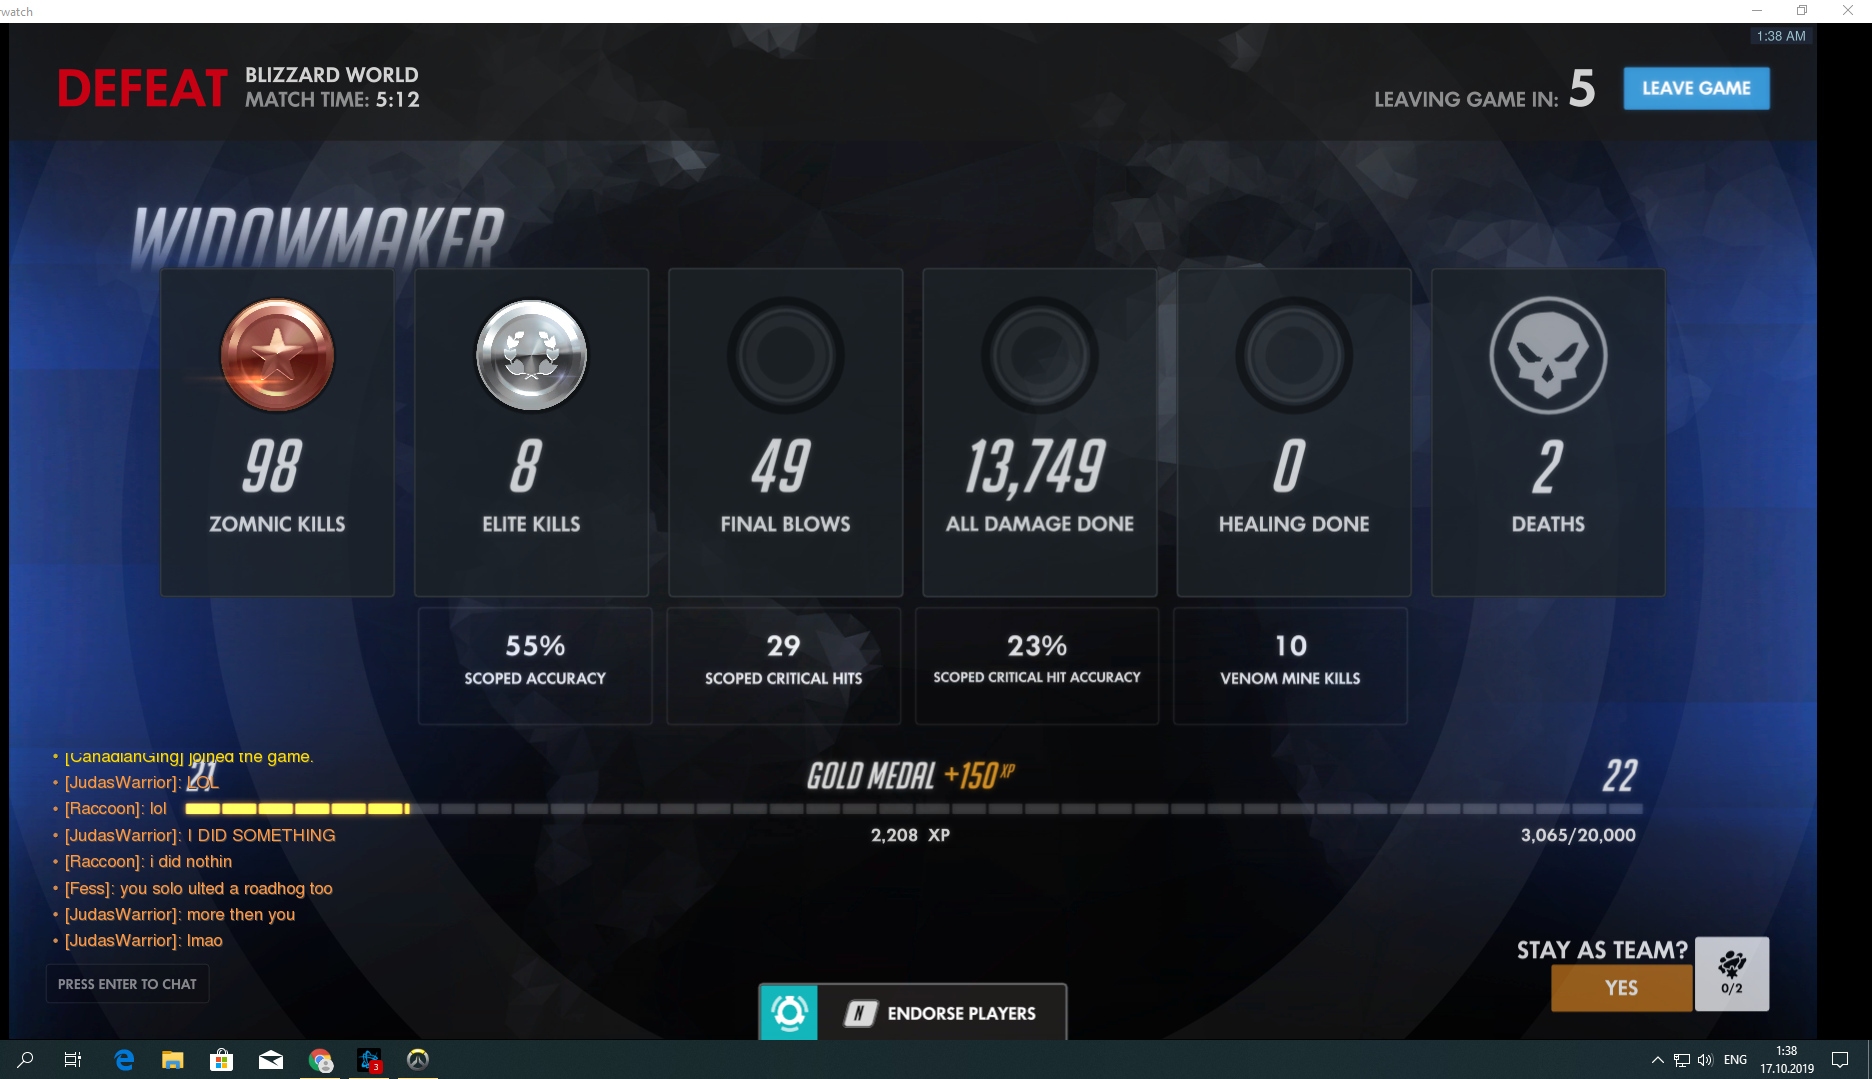 rwatch
1:38 AM
DEFEAT
BLIZZARD WORLD
MATCH TIME: 5:12
LEAVING GAME IN: 5
LEAVE GAME
WIDOWMAKER
98
ZOMNIC KILLS
8
ELITE KILLS
49
FINAL BLOWS
13,749
ALL DAMAGE DONE
0
HEALING DONE
2
DEATHS
55%
SCOPED ACCURACY
29
SCOPED CRITICAL HITS
23%
SCOPED CRITICAL HIT ACCURACY
10
VENOM MINE KILLS
21
GOLD MEDAL +150 XP
22
2,208 XP
3,065/20,000
• [CanadianGing] joined the game.
• [JudasWarrior]: LOL
• [Raccoon]: lol
• [JudasWarrior]: I DID SOMETHING
• [Raccoon]: i did nothin
• [Fess]: you solo ulted a roadhog too
• [JudasWarrior]: more then you
• [JudasWarrior]: lmao
PRESS ENTER TO CHAT
N ENDORSE PLAYERS
STAY AS TEAM?
YES
0/2
3
ENG
1:38
17.10.2019